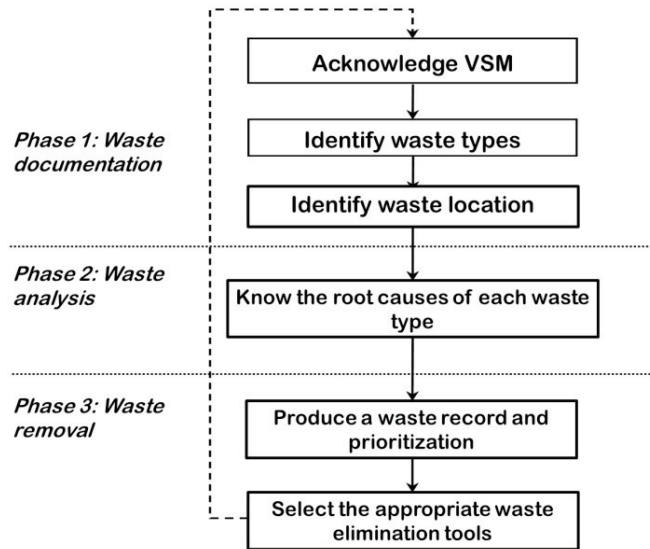 Acknowledge VSM
Phase 1: Waste
documentation
Identify waste types
Identify waste location
Phase 2: Waste
analysis
Know the root causes of each waste
type
Phase 3: Waste
removal
Produce a waste record and
prioritization
Select the appropriate waste
elimination tools